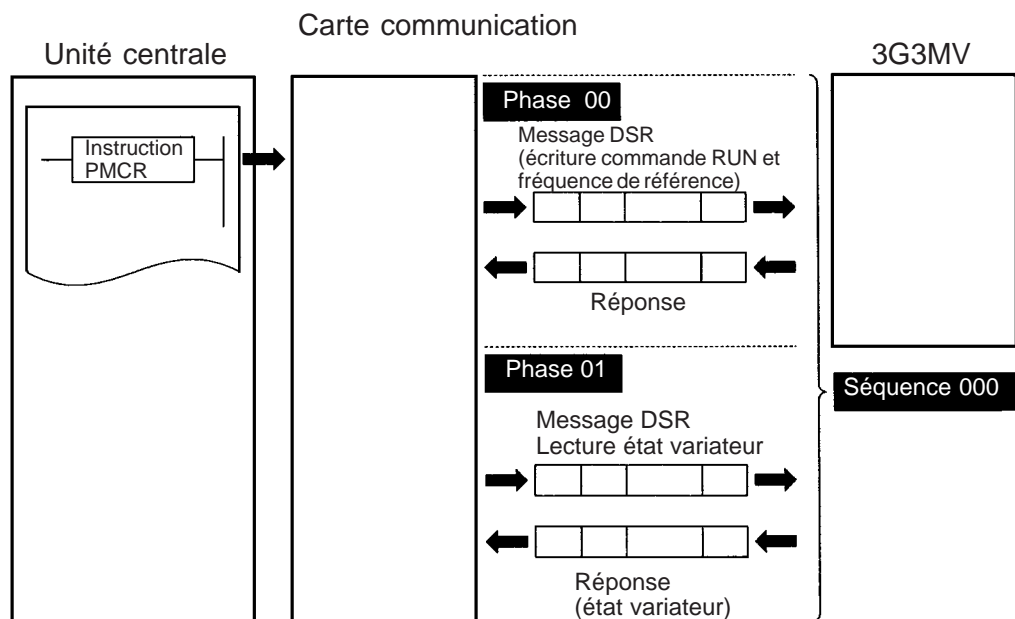 Carte communication
Unité centrale
3G3MV
Instruction
PMCR
Phase 00
Message DSR
(écriture commande RUN et
fréquence de référence)
Réponse
Phase 01
Séquence 000
Message DSR
Lecture état variateur
Réponse
(état variateur)